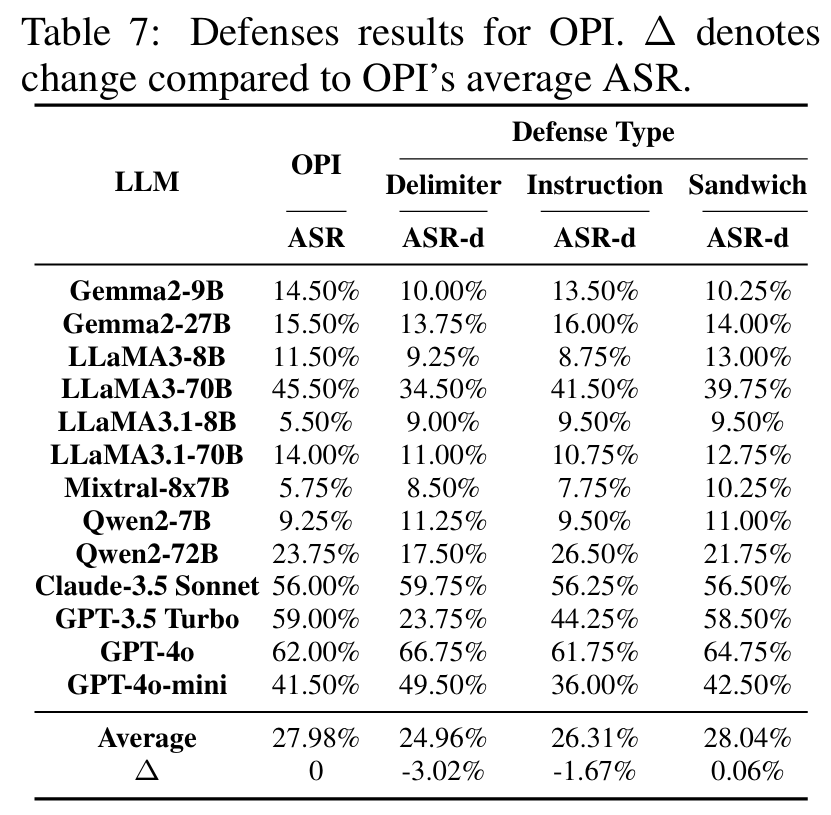 Table 7: Defenses results for OPI. Δ denotes
change compared to OPI's average ASR.
LLM OPI Defense Type
Delimiter Instruction Sandwich
ASR ASR-d ASR-d ASR-d
Gemma2-9B 14.50% 10.00% 13.50% 10.25%
Gemma2-27B 15.50% 13.75% 16.00% 14.00%
LLaMA3-8B 11.50% 9.25% 8.75% 13.00%
LLaMA3-70B 45.50% 34.50% 41.50% 39.75%
LLaMA3.1-8B 5.50% 9.00% 9.50% 9.50%
LLaMA3.1-70B 14.00% 11.00% 10.75% 12.75%
Mixtral-8x7B 5.75% 8.50% 7.75% 10.25%
Qwen2-7B 9.25% 11.25% 9.50% 11.00%
Qwen2-72B 23.75% 17.50% 26.50% 21.75%
Claude-3.5 Sonnet 56.00% 59.75% 56.25% 56.50%
GPT-3.5 Turbo 59.00% 23.75% 44.25% 58.50%
GPT-4o 62.00% 66.75% 61.75% 64.75%
GPT-4o-mini 41.50% 49.50% 36.00% 42.50%
Average 27.98% 24.96% 26.31% 28.04%
Δ 0 -3.02% -1.67% 0.06%